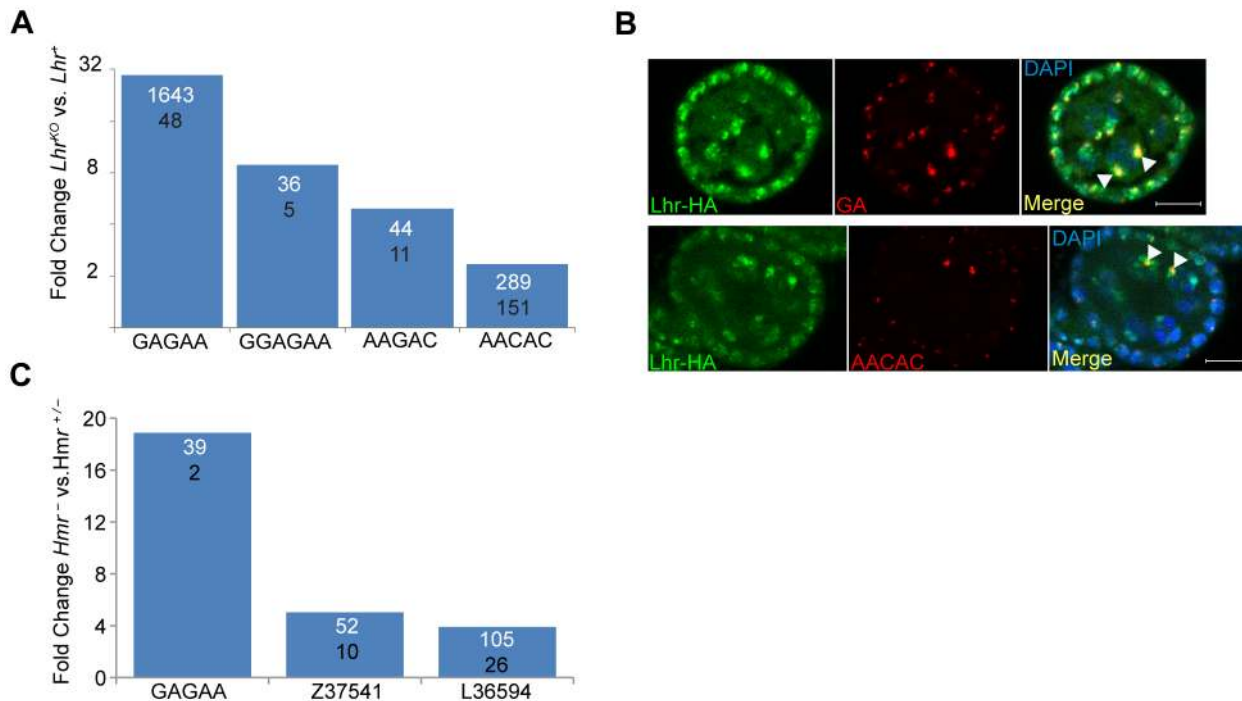 A
Fold Change Lhrᴷᴼ vs. Lhr⁺
32
8
2
1643
48
36
5
44
11
289
151
GAGAA
GGAGAA
AAGAC
AACAC
B
Lhr-HA
GA
DAPI
Merge
Lhr-HA
AACAC
DAPI
Merge
C
Fold Change Hmr⁻ vs.Hmr⁺/⁻
20
16
12
8
4
0
39
2
52
10
105
26
GAGAA
Z37541
L36594